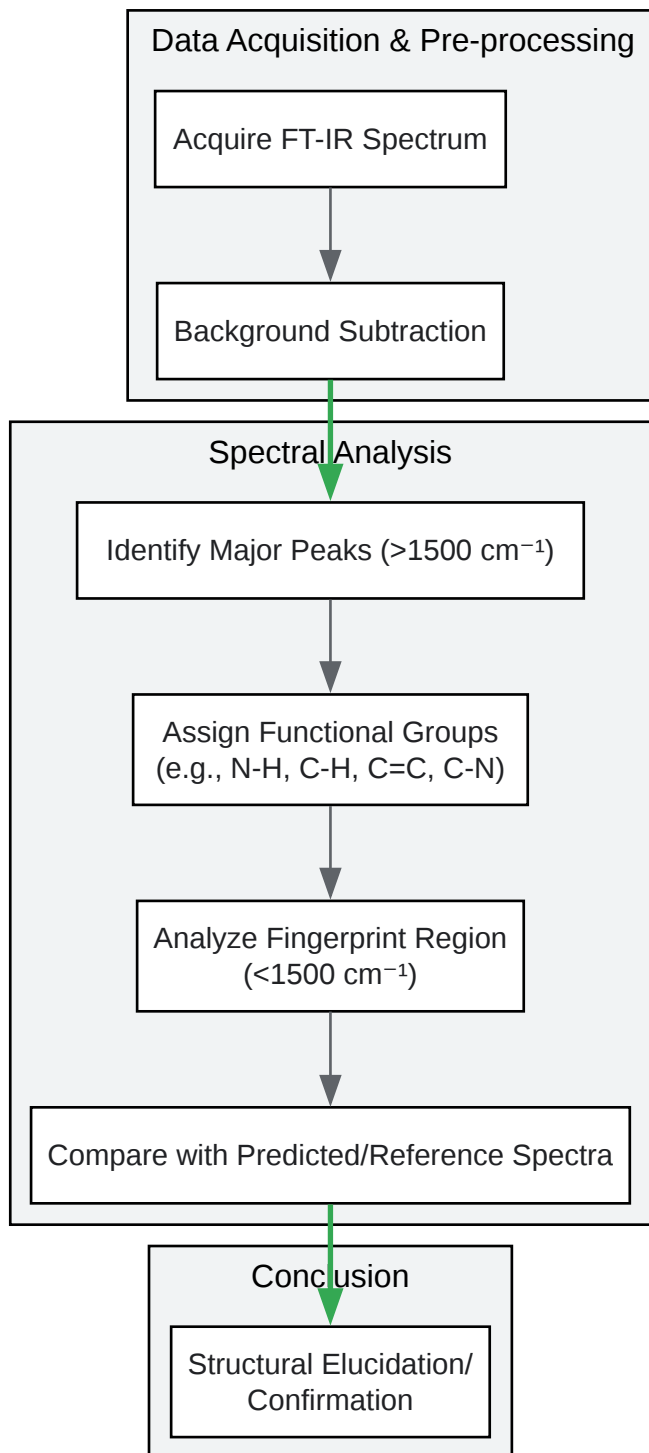 Data Acquisition & Pre-processing
Acquire FT-IR Spectrum
Background Subtraction
Spectral Analysis
Identify Major Peaks (>1500 cm⁻¹)
Assign Functional Groups
(e.g., N-H, C-H, C=C, C-N)
Analyze Fingerprint Region
(<1500 cm⁻¹)
Compare with Predicted/Reference Spectra
Conclusion
Structural Elucidation/
Confirmation